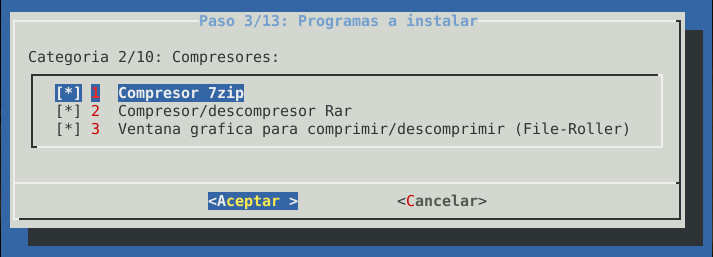 Paso 3/13: Programas a instalar
Categoria 2/10: Compresores:
[*] 1 Compresor 7zip
[*] 2 Compresor/descompresor Rar
[*] 3 Ventana grafica para comprimir/descomprimir (File-Roller)
<Aceptar > <Cancelar>